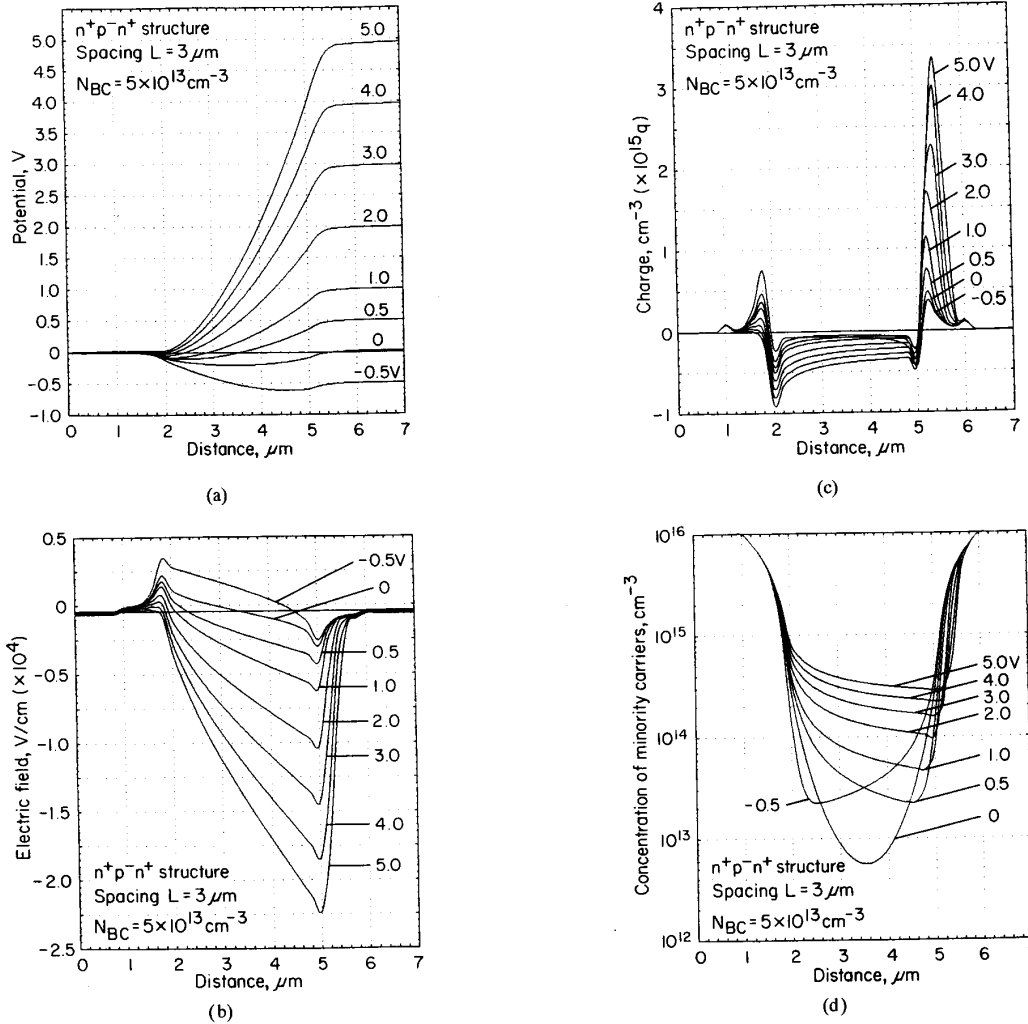 n⁺p⁻n⁺ structure
Spacing L = 3 μm
N_BC = 5×10¹³cm⁻³
5.0
4.0
3.0
2.0
1.0
0.5
0
−0.5V
5.0
4.5
4.0
3.5
3.0
2.5
2.0
1.5
1.0
0.5
0
−0.5
−1.0
Potential, V
0 1 2 3 4 5 6 7
Distance, μm
(a)
n⁺p⁻n⁺ structure
Spacing L = 3 μm
N_BC = 5×10¹³cm⁻³
5.0 V
4.0
3.0
2.0
1.0
0.5
0
−0.5
4
3
2
1
0
−1
Charge, cm⁻³ (×10¹⁵q)
0 1 2 3 4 5 6 7
Distance, μm
(c)
0.5
0
−0.5
−1.0
−1.5
−2.0
−2.5
Electric field, V/cm (×10⁴)
−0.5V
0
0.5
1.0
2.0
3.0
4.0
5.0
n⁺p⁻n⁺ structure
Spacing L = 3 μm
N_BC = 5×10¹³cm⁻³
0 1 2 3 4 5 6 7
Distance, μm
(b)
10¹⁶
10¹⁵
10¹⁴
10¹³
10¹²
Concentration of minority carriers, cm⁻³
5.0V
4.0
3.0
2.0
1.0
0.5
−0.5
0
n⁺p⁻n⁺ structure
Spacing L = 3 μm
N_BC = 5×10¹³cm⁻³
0 1 2 3 4 5 6
Distance, μm
(d)